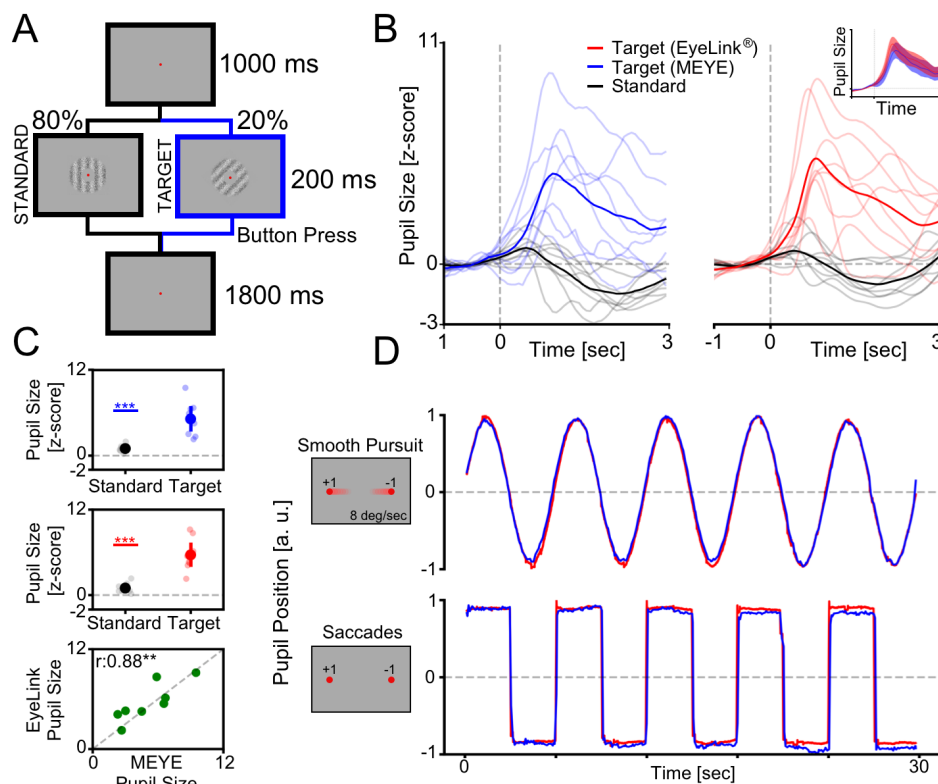 A
1000 ms
80%
20%
STANDARD
TARGET
200 ms
Button Press
1800 ms
B
11
0
-3
Pupil Size [z-score]
Target (EyeLink®)
Target (MEYE)
Standard
Pupil Size
Time
1
0
3
Time [sec]
-1
0
3
Time [sec]
C
12
0
-2
Pupil Size
[z-score]
***
Standard Target
12
0
-2
Pupil Size
[z-score]
***
Standard Target
12
0
EyeLink
Pupil Size
r:0.88**
0
MEYE
12
Pupil Size
D
Pupil Position [a. u.]
Smooth Pursuit
+1
-1
8 deg/sec
1
0
-1
Saccades
+1
-1
1
0
-1
0
Time [sec]
30